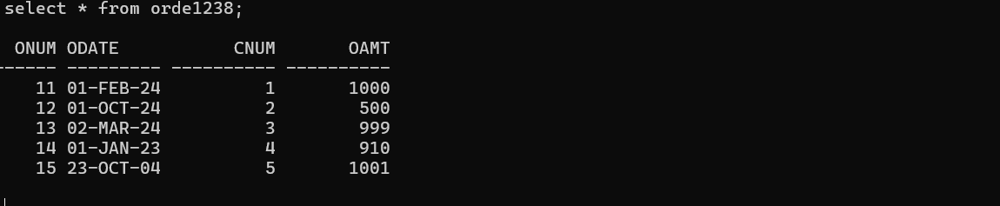 select * from orde1238;
ONUM ODATE CNUM OAMT
------ --------- ---------- ----------
11 01-FEB-24 1 1000
12 01-OCT-24 2 500
13 02-MAR-24 3 999
14 01-JAN-23 4 910
15 23-OCT-04 5 1001